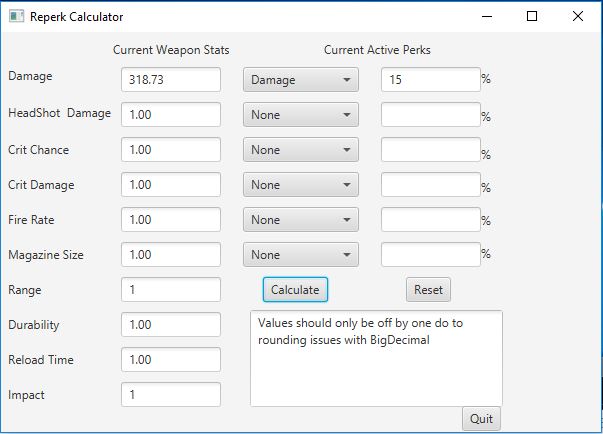 Reperk Calculator
Current Weapon Stats Current Active Perks
Damage 318.73 Damage 15 %
HeadShot Damage 1.00 None %
Crit Chance 1.00 None %
Crit Damage 1.00 None %
Fire Rate 1.00 None %
Magazine Size 1.00 None %
Range 1 Calculate Reset
Durability 1.00 Values should only be off by one do to
Reload Time 1.00 rounding issues with BigDecimal
Impact 1
Quit